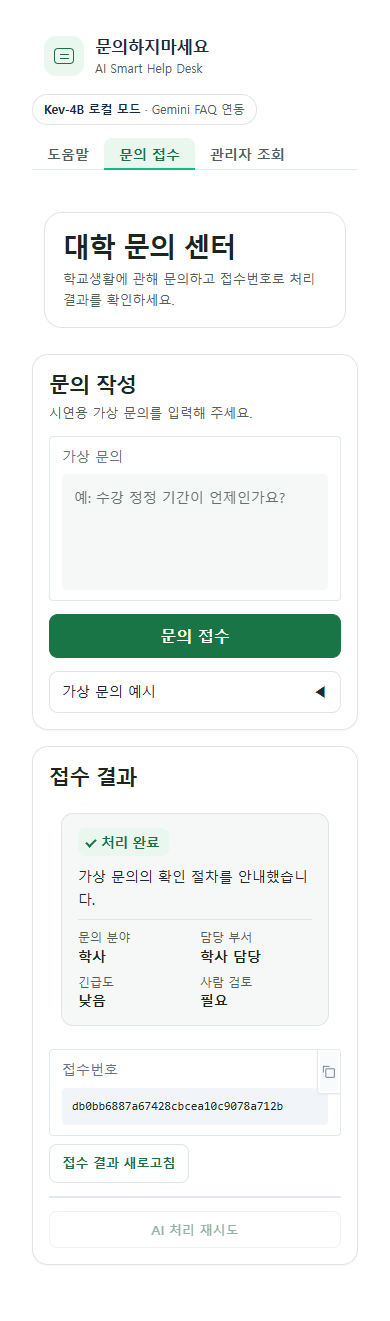 문의하지마세요
AI Smart Help Desk
Kev-4B 로컬 모드 · Gemini FAQ 연동
도움말 문의 접수 관리자 조회
대학 문의 센터
학교생활에 관해 문의하고 접수번호로 처리
결과를 확인하세요.
문의 작성
시연용 가상 문의를 입력해 주세요.
가상 문의
예: 수강 정정 기간이 언제인가요?
문의 접수
가상 문의 예시
접수 결과
처리 완료
가상 문의의 확인 절차를 안내했습니
다.
문의 분야 담당 부서
학사 학사 담당
긴급도 사람 검토
낮음 필요
접수번호
db0bb6887a67428cbcea10c9078a712b
접수 결과 새로고침
AI 처리 재시도